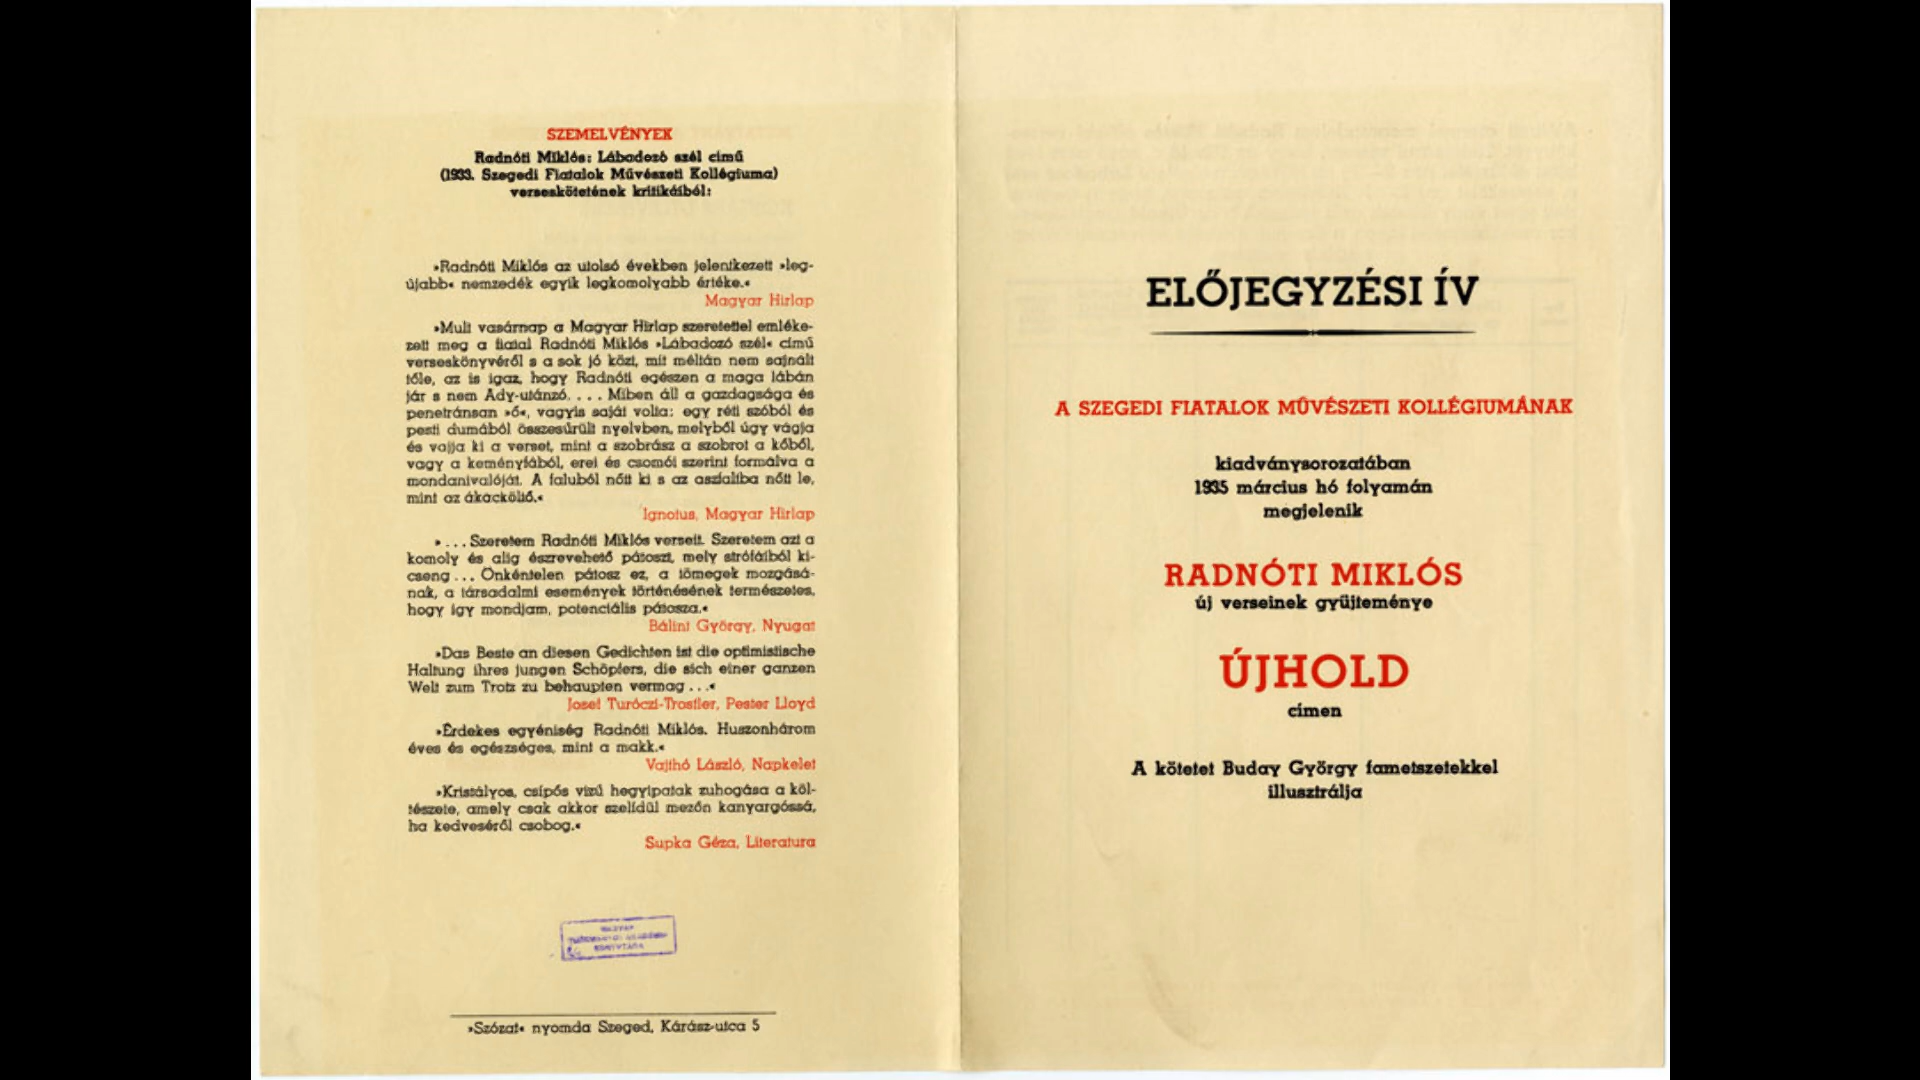 SZEMELVÉNYEK
Radnóti Miklós: Lábadozó szél című
(1933. Szegedi Fiatalok Művészeti Kollégiuma)
verseskötetének kritikáiból:
»Radnóti Miklós az utolsó években jelentkezett »leg-
újabb« nemzedék egyik legkomolyabb értéke.«
Magyar Hirlap
»Mult vasárnap a Magyar Hirlap szeretettel emléke-
zett meg a fiatal Radnóti Miklós »Lábadozó szél« című
verseskönyvéről s a sok jó közt, mit méltán nem sajnált
tőle, az is igaz, hogy Radnóti egészen a maga lábán
jár s nem Ady-utánzó. . . . Miben áll a gazdagsága és
penetránsan »ő«, vagyis saját volta: egy réti szóból és
pesti dumából összesűrült nyelvben, melyből úgy vágja
és vajja ki a verset, mint a szobrász a szobrot a kőből,
vagy a keményfából, erei és csomói szerint formálva a
mondanivalóját. A faluból nőtt ki s az aszfaltba nőtt le,
mint az ákácköltő.«
Ignotus, Magyar Hirlap
». . . Szeretem Radnóti Miklós verseit. Szeretem azt a
komoly és alig észrevehető pátoszt, mely strófáiból ki-
cseng . . . Önkéntelen pátosz ez, a tömegek mozgásá-
nak, a társadalmi események történésének természetes,
hogy így mondjam, potenciális pátosza.«
Bálint György, Nyugat
»Das Beste an diesen Gedichten ist die optimistische
Haltung ihres jungen Schöpfers, die sich einer ganzen
Welt zum Trotz zu behaupten vermag . . .«
Josef Turóczi-Trostler, Pester Lloyd
»Érdekes egyéniség Radnóti Miklós. Huszonhárom
éves és egészséges, mint a makk.«
Vajthó László, Napkelet
»Kristályos, csípős vizű hegyipatak zuhogása a köl-
tészete, amely csak akkor szelídül mezőn kanyargóssá,
ha kedveséről csobog.«
Supka Géza, Literatura
MAGYAR
TUDOMÁNYOS AKADÉMIA
KÖNYVTÁRA
»Szózat« nyomda Szeged, Kárász-utca 5
ELŐJEGYZÉSI ÍV
A SZEGEDI FIATALOK MŰVÉSZETI KOLLÉGIUMÁNAK
kiadványsorozatában
1935 március hó folyamán
megjelenik
RADNÓTI MIKLÓS
új verseinek gyüjteménye
ÚJHOLD
címen
A kötetet Buday György fametszetekkel
illusztrálja